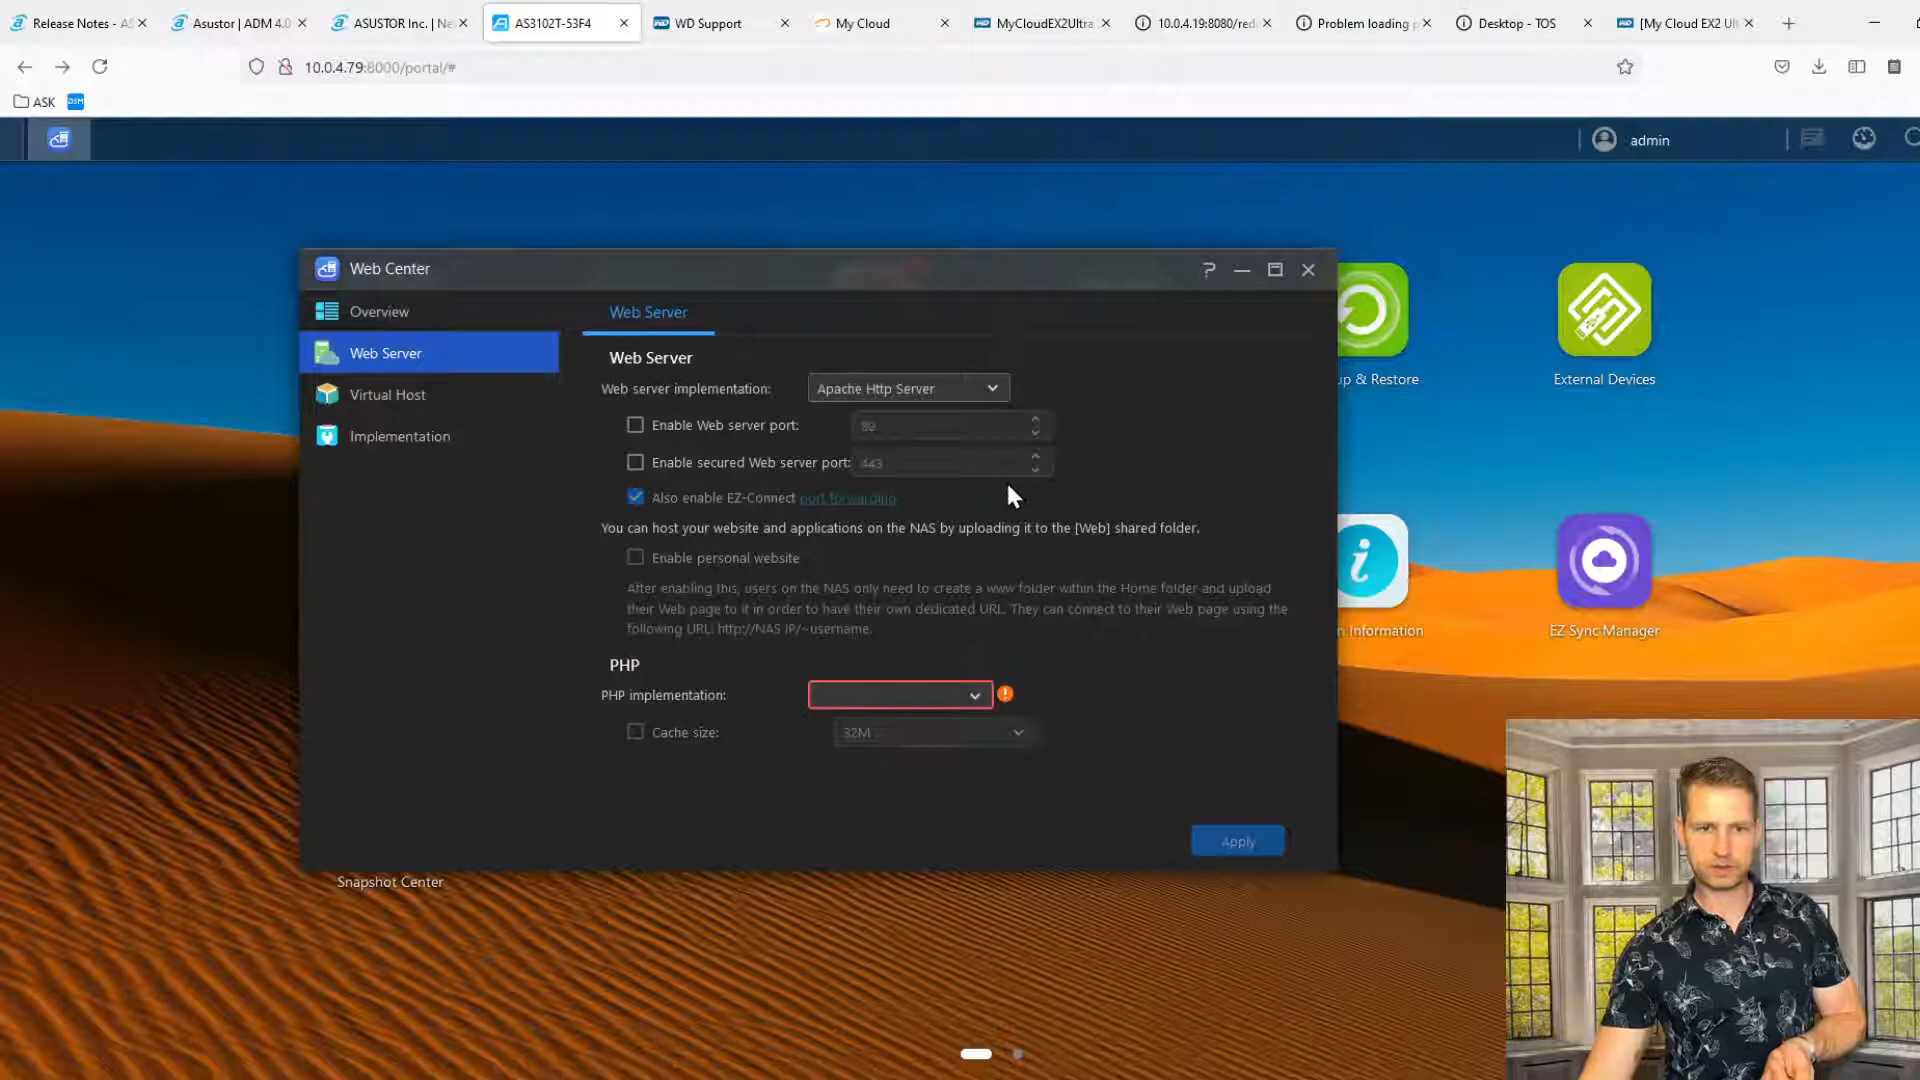 Release Notes - AS
Asustor | ADM 4.0
ASUSTOR Inc. | Ne
AS3102T-53F4
WD Support
My Cloud
MyCloudEX2Ultra
10.0.4.19:8080/red
Problem loading p
Desktop - TOS
[My Cloud EX2 Ul
10.0.4.79:8000/portal/#
ASK
DSM
admin
Web Center
Overview
Web Server
Virtual Host
Implementation
Web Server
Web Server
Web server implementation:
Apache Http Server
Enable Web server port:
80
Enable secured Web server port:
443
Also enable EZ-Connect port forwarding
You can host your website and applications on the NAS by uploading it to the [Web] shared folder.
Enable personal website
After enabling this, users on the NAS only need to create a www folder within the Home folder and upload
their Web page to it in order to have their own dedicated URL. They can connect to their Web page using the
following URL: http://NAS IP/~username.
PHP
PHP implementation:
Cache size:
32M
Apply
up & Restore
External Devices
n Information
EZ Sync Manager
Snapshot Center